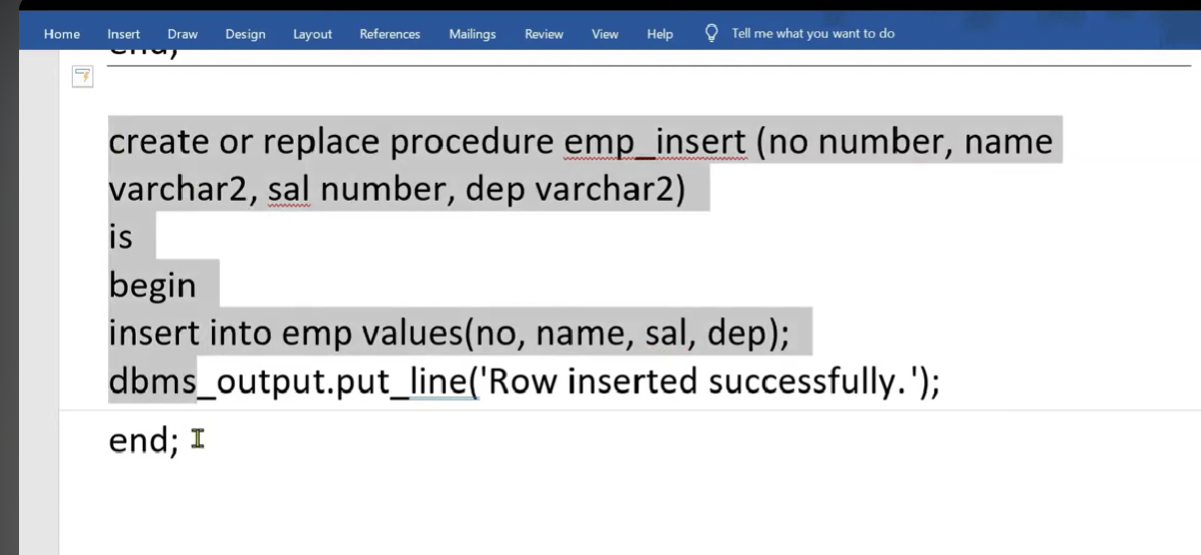 Home Insert Draw Design Layout References Mailings Review View Help Tell me what you want to do
end;
create or replace procedure emp_insert (no number, name
varchar2, sal number, dep varchar2)
is
begin
insert into emp values(no, name, sal, dep);
dbms_output.put_line('Row inserted successfully.');
end;